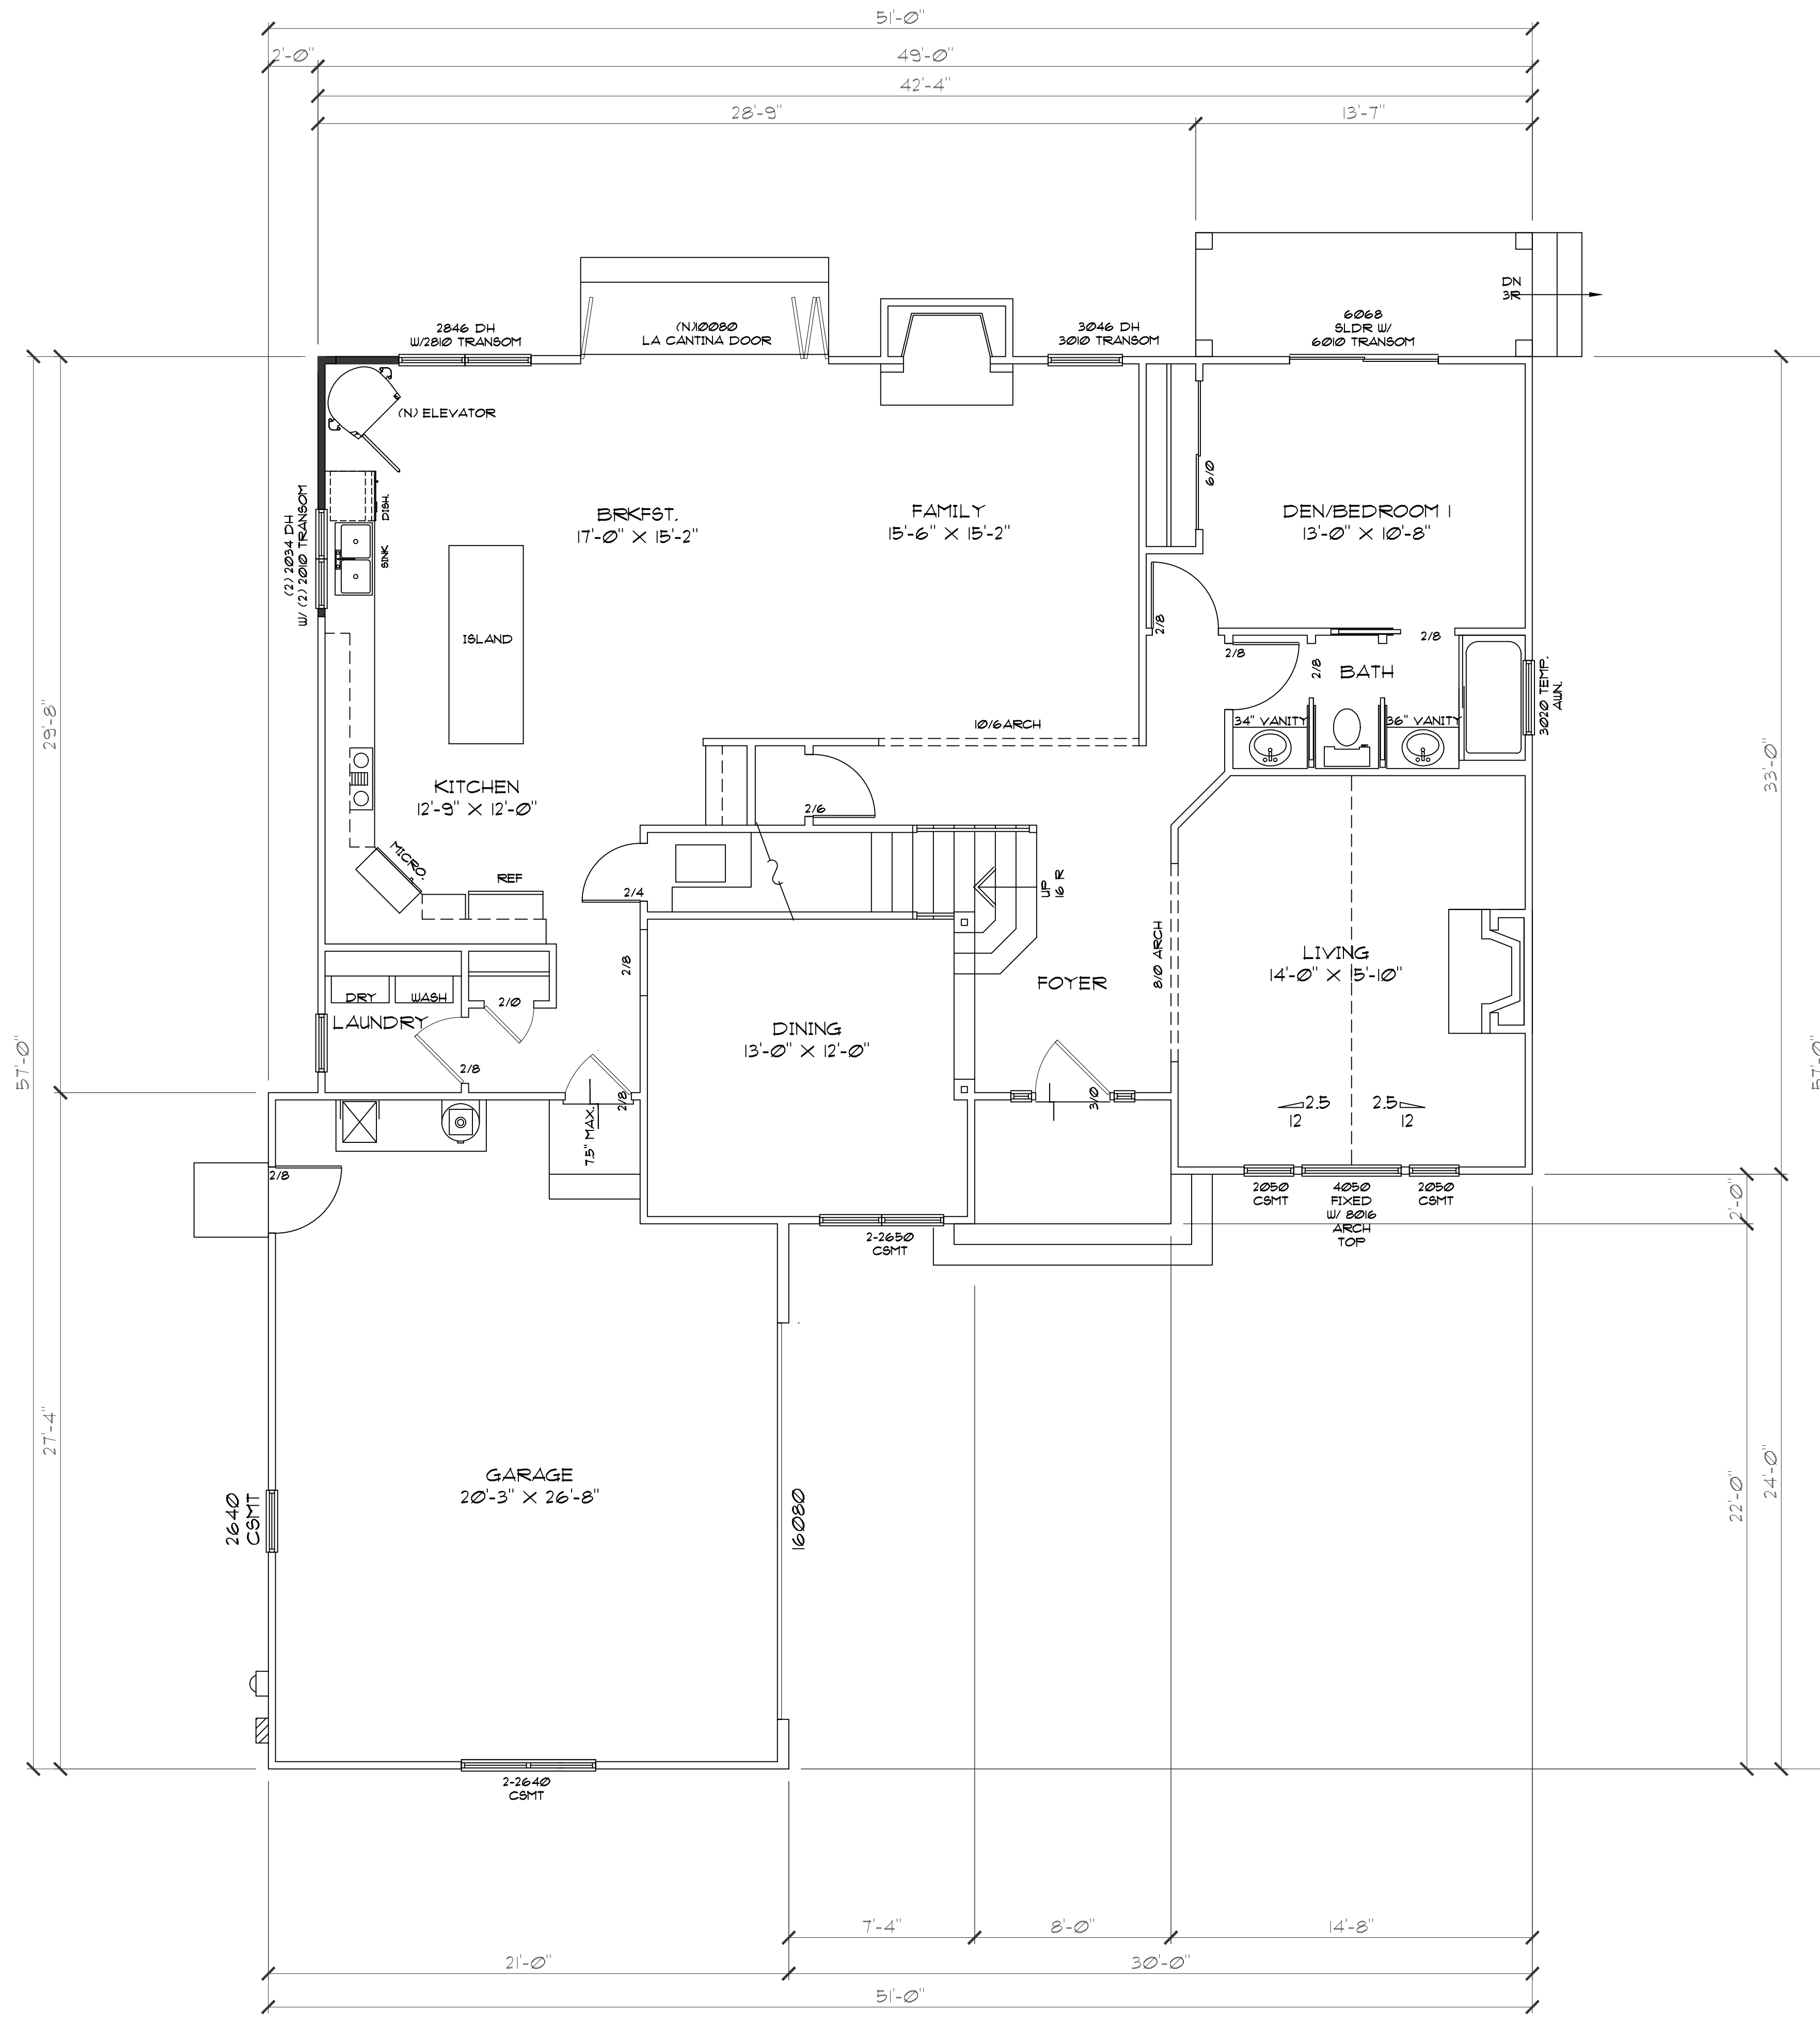 51'-0"
2'-0"
49'-0"
42'-4"
28'-9"
13'-7"
DN
3R
2846 DH
W/2810 TRANSOM
(N)10080
LA CANTINA DOOR
3046 DH
3010 TRANSOM
6068
SLDR W/
6010 TRANSOM
(N) ELEVATOR
(2) 2034 DH
W/ (2) 2010 TRANSOM
DISH.
SINK
BRKFST.
17'-0" X 15'-2"
FAMILY
15'-6" X 15'-2"
6/0
DEN/BEDROOM 1
13'-0" X 10'-8"
ISLAND
2/8
2/8
2/8
2/8
BATH
3020 TEMP.
AWN.
29'-8"
33'-0"
10/6 ARCH
34" VANITY
36" VANITY
KITCHEN
12'-9" X 12'-0"
2/6
MICRO.
REF
2/4
UP
16 R
2/8
8/0 ARCH
LIVING
14'-0" X 15'-10"
FOYER
DRY
WASH
2/0
LAUNDRY
DINING
13'-0" X 12'-0"
57'-0"
57'-0"
2/8
2/8
7.5" MAX.
3/0
2.5
12
2.5
12
2/8
2050
CSMT
4050
FIXED
W/ 8016
ARCH
TOP
2050
CSMT
2'-0"
2-2650
CSMT
27'-4"
24'-0"
22'-0"
GARAGE
20'-3" X 26'-8"
2640
CSMT
16080
2-2640
CSMT
7'-4"
8'-0"
14'-8"
21'-0"
30'-0"
51'-0"